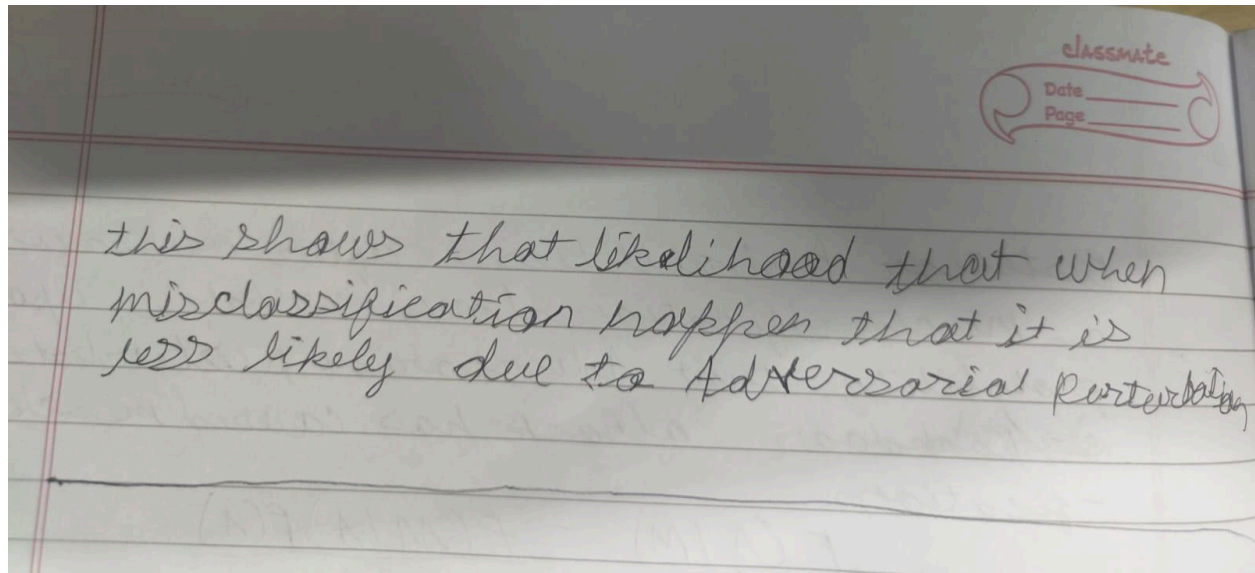 classmate
Date
Page
this shows that likelihood that when
misclassification happen that it is
less likely due to Adversarial Perturbation